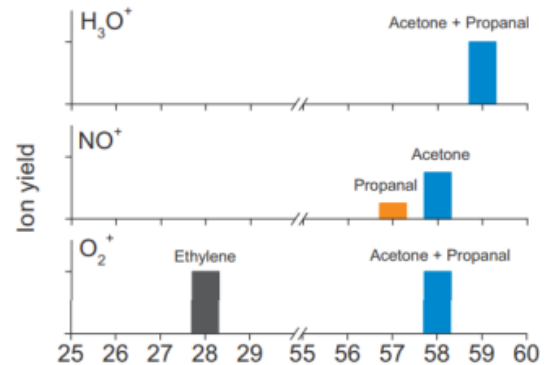 H₃O⁺
Acetone + Propanal
NO⁺
Acetone
Propanal
Ion yield
O₂⁺
Ethylene
Acetone + Propanal
25 26 27 28 29 55 56 57 58 59 60